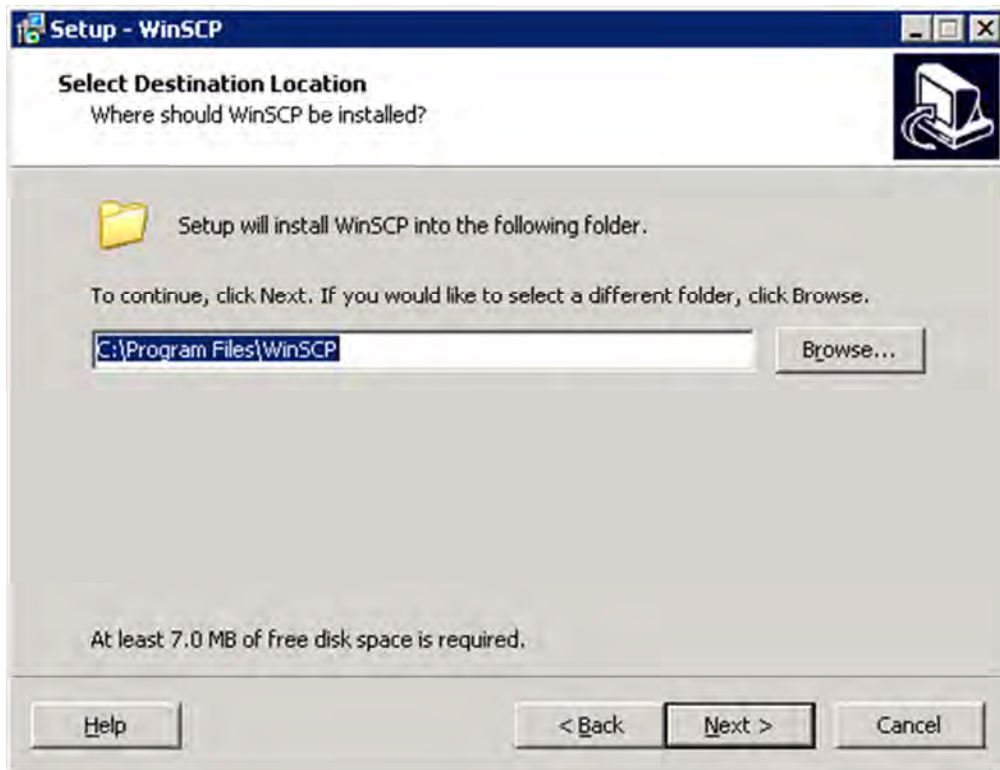 Setup - WinSCP
Select Destination Location
Where should WinSCP be installed?
Setup will install WinSCP into the following folder.
To continue, click Next. If you would like to select a different folder, click Browse.
C:\Program Files\WinSCP
Browse...
At least 7.0 MB of free disk space is required.
Help
< Back
Next >
Cancel